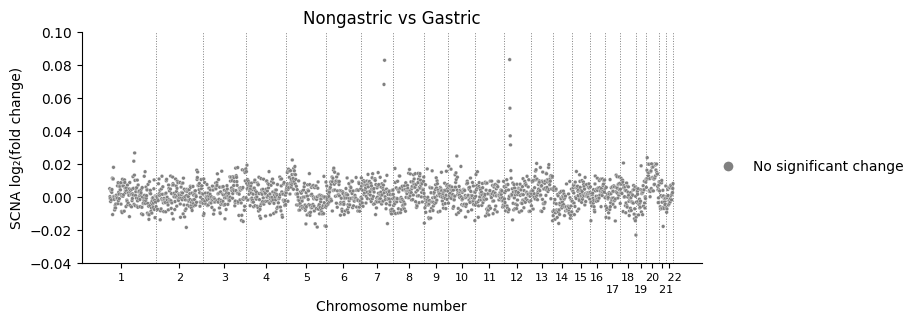 Nongastric vs Gastric
SCNA log₂(fold change)
0.10
0.08
0.06
0.04
0.02
0.00
−0.02
−0.04
1 2 3 4 5 6 7 8 9 10 11 12 13 14 15 16 18 20 22
17 19 21
Chromosome number
No significant change